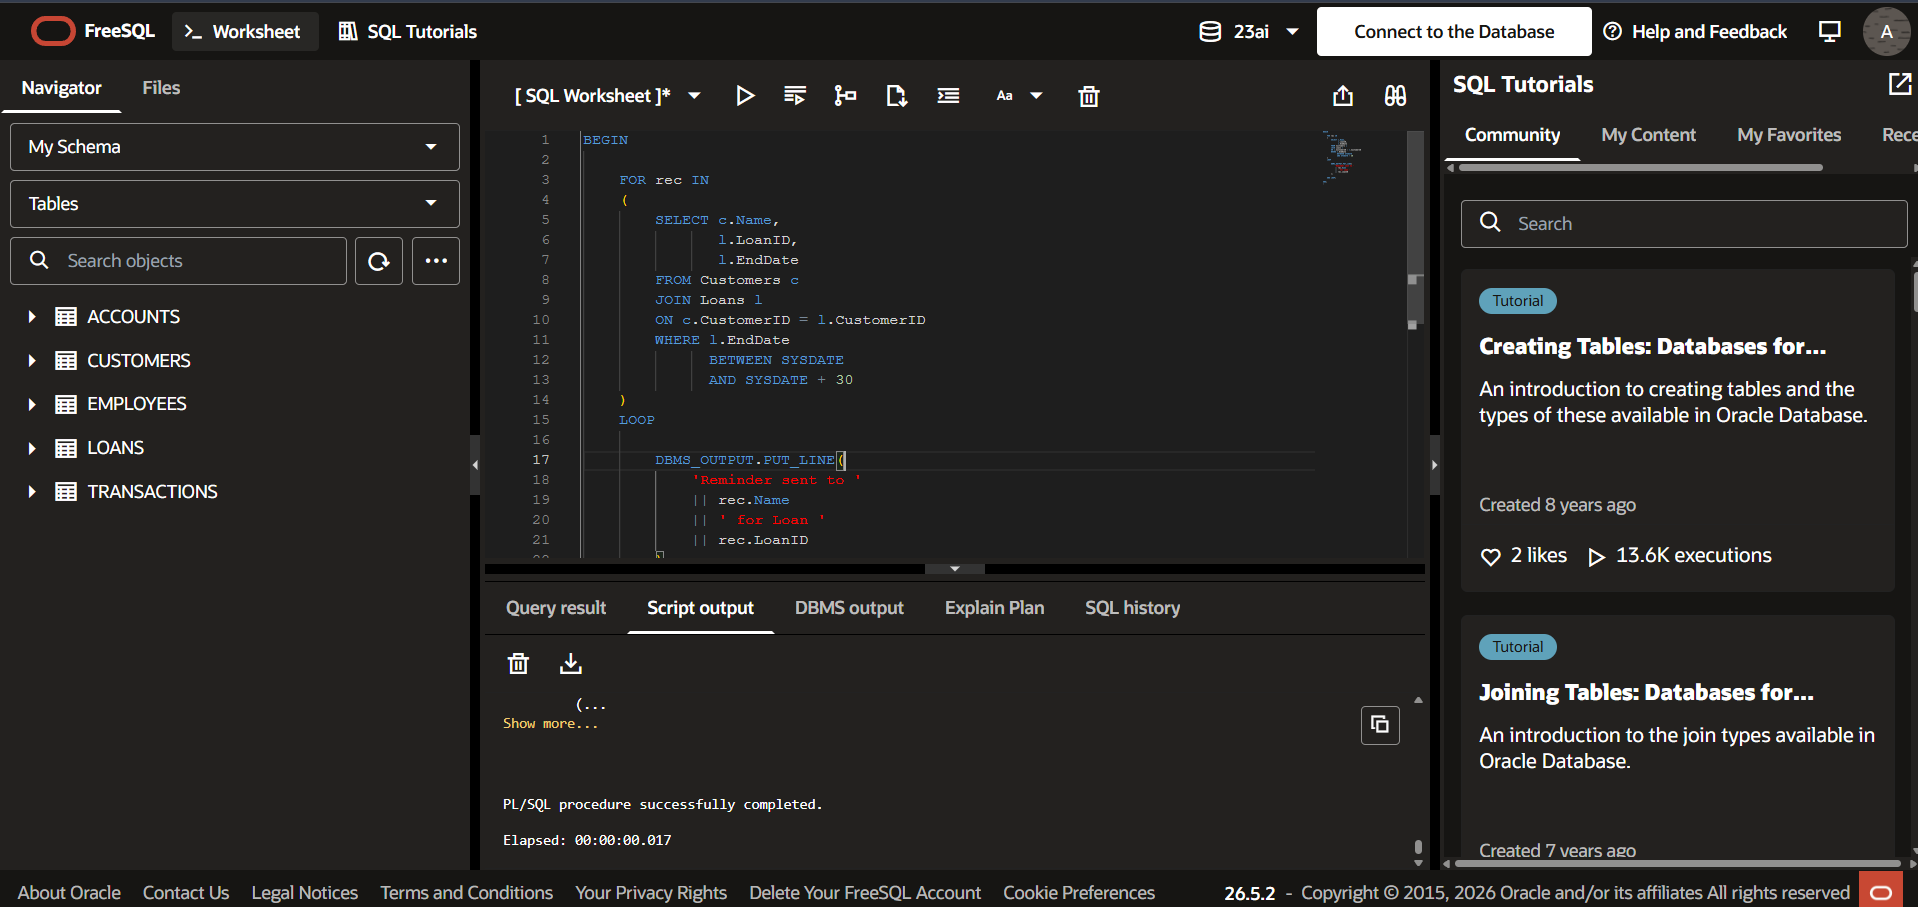 FreeSQL
Worksheet
SQL Tutorials
23ai
Connect to the Database
Help and Feedback
A
Navigator
Files
My Schema
Tables
Search objects
ACCOUNTS
CUSTOMERS
EMPLOYEES
LOANS
TRANSACTIONS
[ SQL Worksheet ]*
Aa
1 BEGIN
2
3 FOR rec IN
4 (
5 SELECT c.Name,
6 l.LoanID,
7 l.EndDate
8 FROM Customers c
9 JOIN Loans l
10 ON c.CustomerID = l.CustomerID
11 WHERE l.EndDate
12 BETWEEN SYSDATE
13 AND SYSDATE + 30
14 )
15 LOOP
16
17 DBMS_OUTPUT.PUT_LINE(
18 'Reminder sent to '
19 || rec.Name
20 || ' for Loan '
21 || rec.LoanID
Query result
Script output
DBMS output
Explain Plan
SQL history
(...
Show more...
PL/SQL procedure successfully completed.
Elapsed: 00:00:00.017
SQL Tutorials
Community
My Content
My Favorites
Rece
Search
Tutorial
Creating Tables: Databases for...
An introduction to creating tables and the
types of these available in Oracle Database.
Created 8 years ago
2 likes
13.6K executions
Tutorial
Joining Tables: Databases for...
An introduction to the join types available in
Oracle Database.
Created 7 years ago
About Oracle
Contact Us
Legal Notices
Terms and Conditions
Your Privacy Rights
Delete Your FreeSQL Account
Cookie Preferences
26.5.2 - Copyright © 2015, 2026 Oracle and/or its affiliates All rights reserved